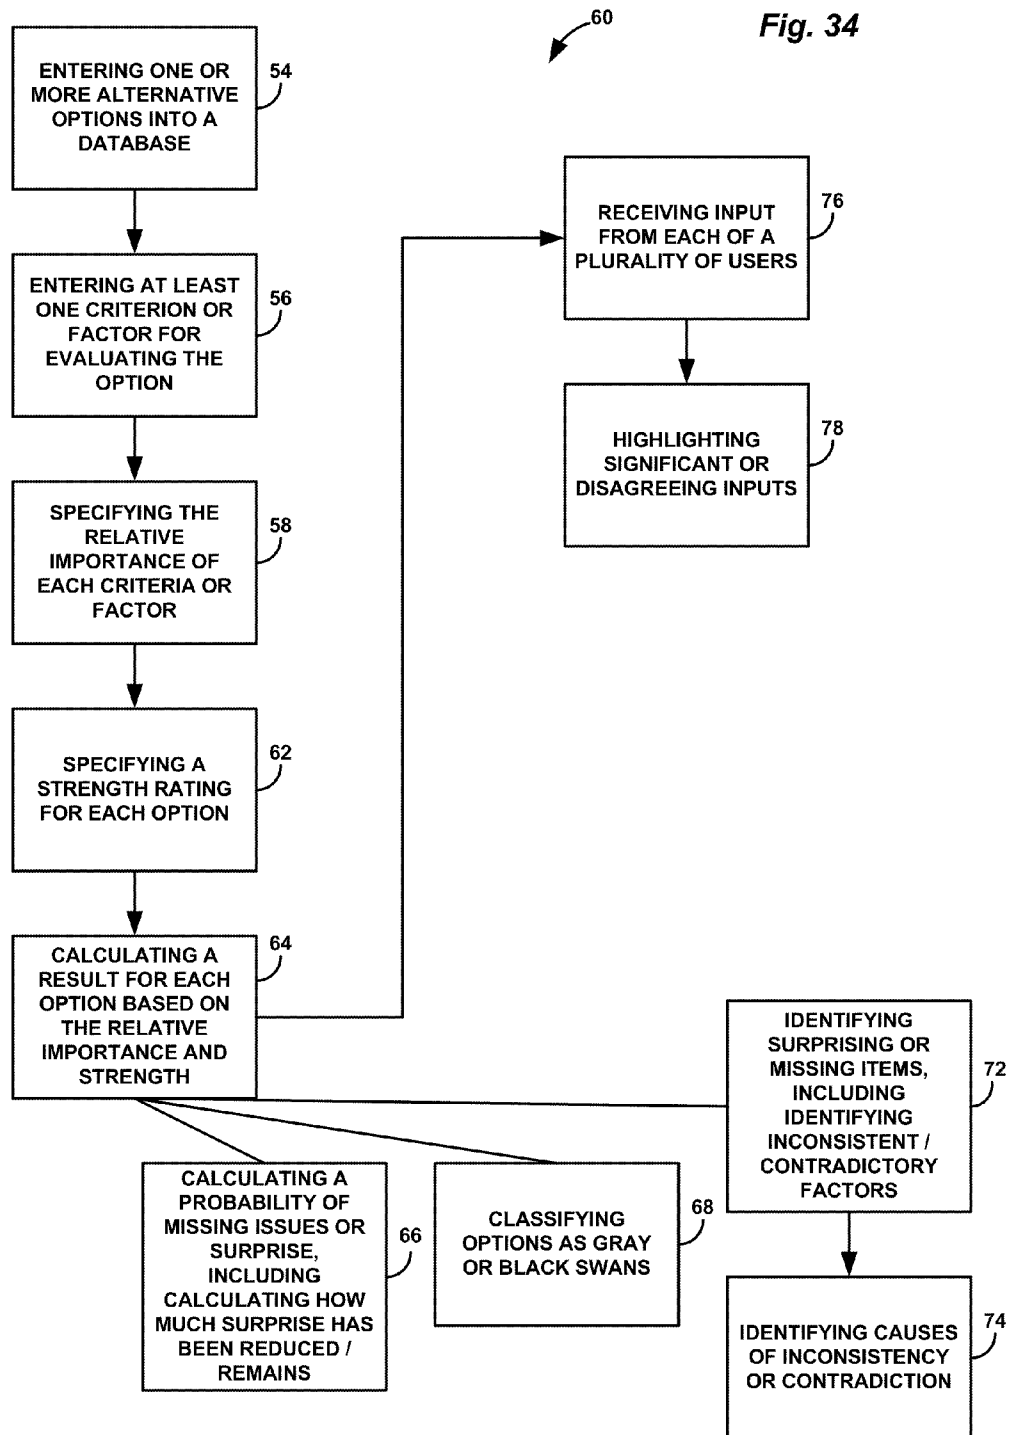 60
Fig. 34
ENTERING ONE OR
MORE ALTERNATIVE
OPTIONS INTO A
DATABASE
54
ENTERING AT LEAST
ONE CRITERION OR
FACTOR FOR
EVALUATING THE
OPTION
56
SPECIFYING THE
RELATIVE
IMPORTANCE OF
EACH CRITERIA OR
FACTOR
58
SPECIFYING A
STRENGTH RATING
FOR EACH OPTION
62
CALCULATING A
RESULT FOR EACH
OPTION BASED ON
THE RELATIVE
IMPORTANCE AND
STRENGTH
64
RECEIVING INPUT
FROM EACH OF A
PLURALITY OF USERS
76
HIGHLIGHTING
SIGNIFICANT OR
DISAGREEING INPUTS
78
CALCULATING A
PROBABILITY OF
MISSING ISSUES OR
SURPRISE,
INCLUDING
CALCULATING HOW
MUCH SURPRISE HAS
BEEN REDUCED /
REMAINS
66
CLASSIFYING
OPTIONS AS GRAY
OR BLACK SWANS
68
IDENTIFYING
SURPRISING OR
MISSING ITEMS,
INCLUDING
IDENTIFYING
INCONSISTENT /
CONTRADICTORY
FACTORS
72
IDENTIFYING CAUSES
OF INCONSISTENCY
OR CONTRADICTION
74